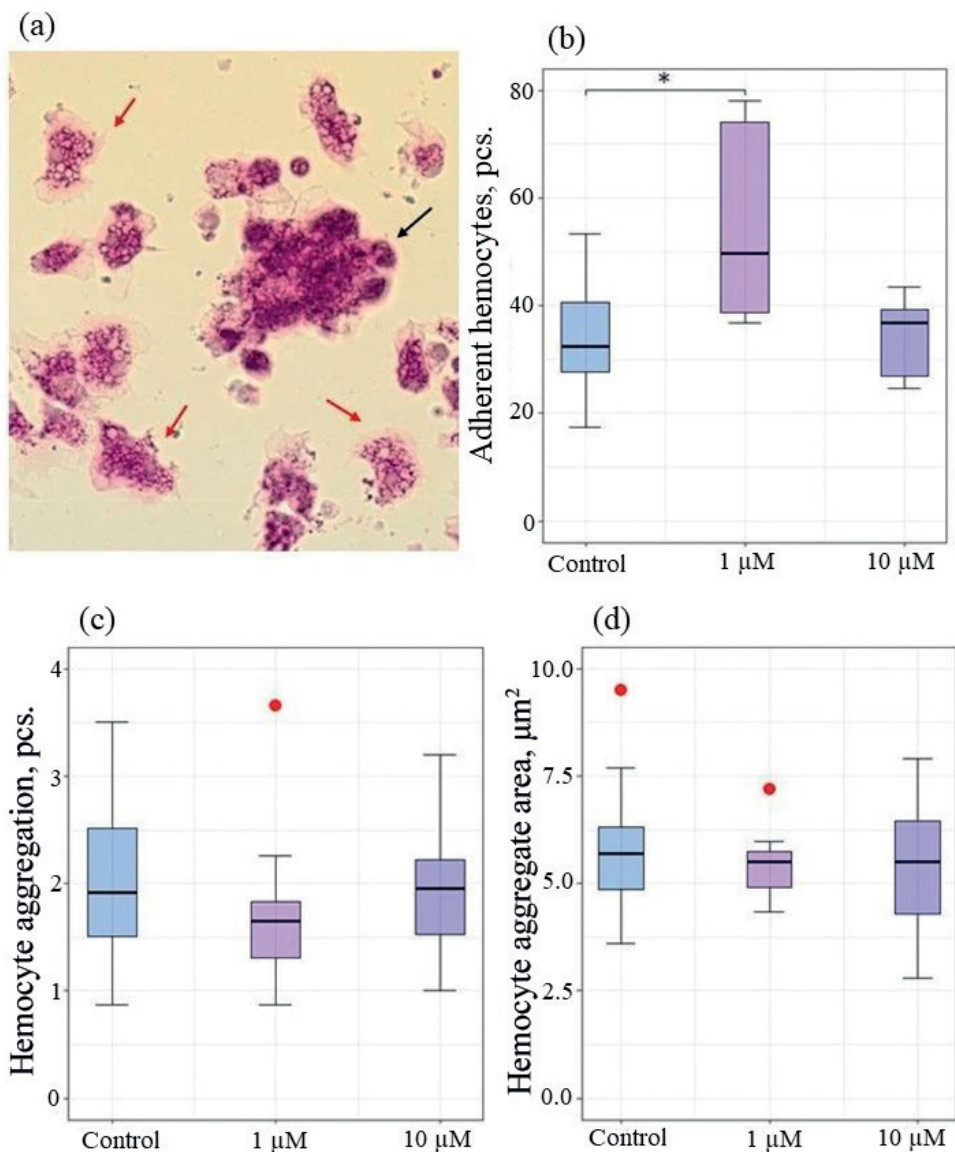 (a)
(b)
Adherent hemocytes, pcs.
80
60
40
20
0
*
Control 1 µM 10 µM
(c)
Hemocyte aggregation, pcs.
4
3
2
1
0
Control 1 µM 10 µM
(d)
Hemocyte aggregate area, µm²
10.0
7.5
5.0
2.5
0.0
Control 1 µM 10 µM